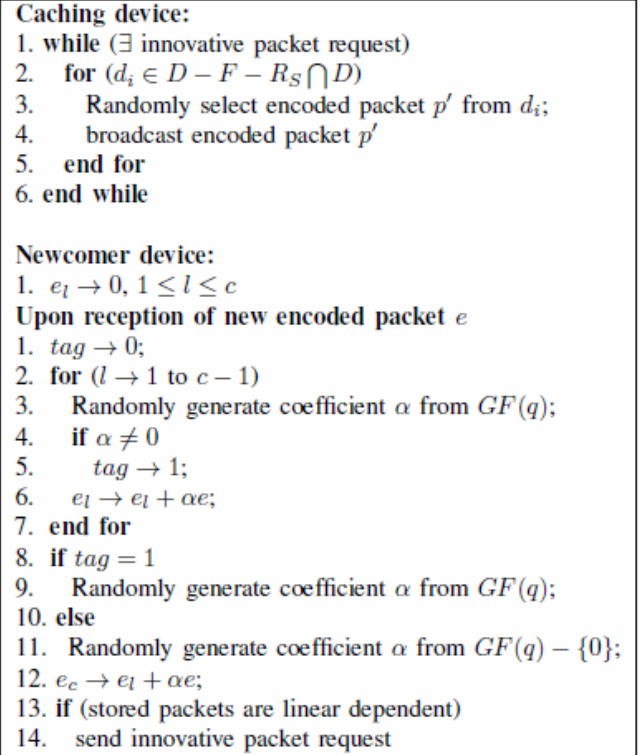 Caching device:
1. while (∃ innovative packet request)
2. for (dᵢ ∈ D − F − R_S ⋂ D)
3. Randomly select encoded packet p′ from dᵢ;
4. broadcast encoded packet p′
5. end for
6. end while
Newcomer device:
1. e_l → 0, 1 ≤ l ≤ c
Upon reception of new encoded packet e
1. tag → 0;
2. for (l → 1 to c − 1)
3. Randomly generate coefficient α from GF(q);
4. if α ≠ 0
5. tag → 1;
6. e_l → e_l + αe;
7. end for
8. if tag = 1
9. Randomly generate coefficient α from GF(q);
10. else
11. Randomly generate coefficient α from GF(q) − {0};
12. e_c → e_l + αe;
13. if (stored packets are linear dependent)
14. send innovative packet request